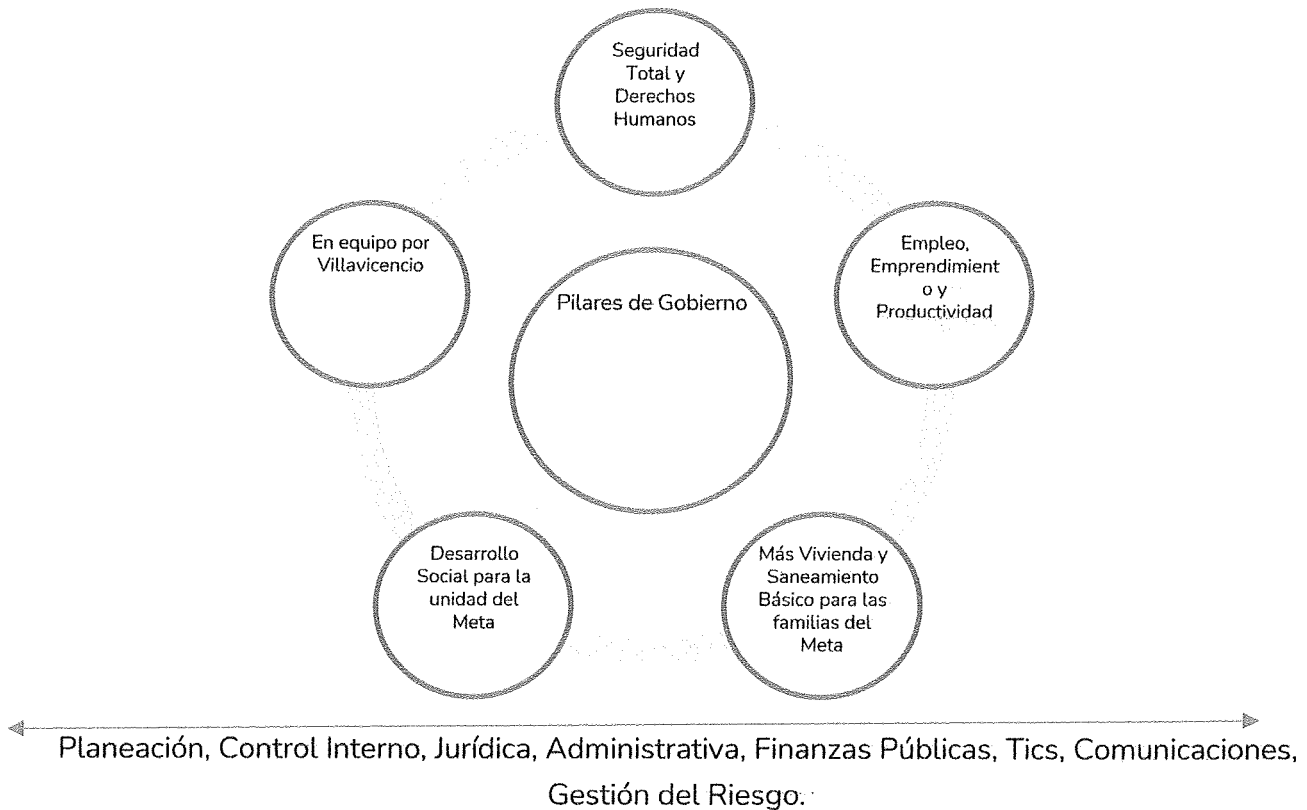 Seguridad
Total y
Derechos
Humanos
En equipo por
Villavicencio
Empleo,
Emprendimient
o y
Productividad
Pilares de Gobierno
Desarrollo
Social para la
unidad del
Meta
Más Vivienda y
Saneamiento
Básico para las
familias del
Meta
Planeación, Control Interno, Jurídica, Administrativa, Finanzas Públicas, Tics, Comunicaciones,
Gestión del Riesgo.